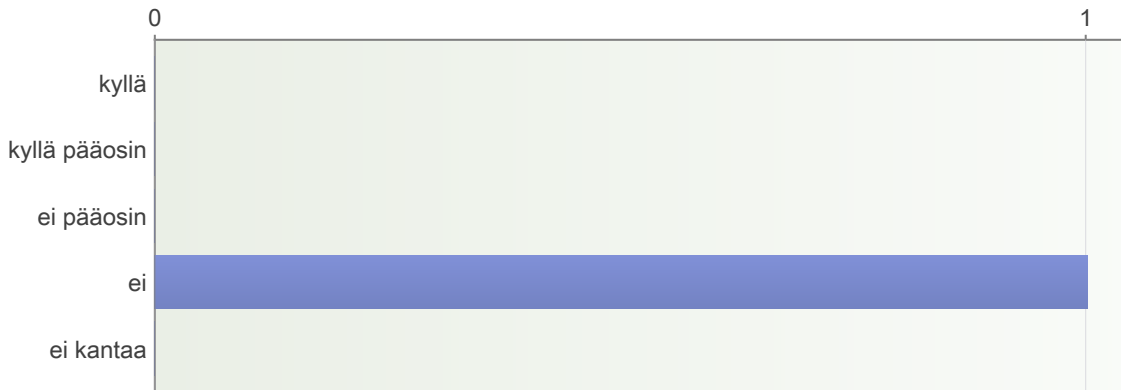 0 1
kyllä
kyllä pääosin
ei pääosin
ei
ei kantaa